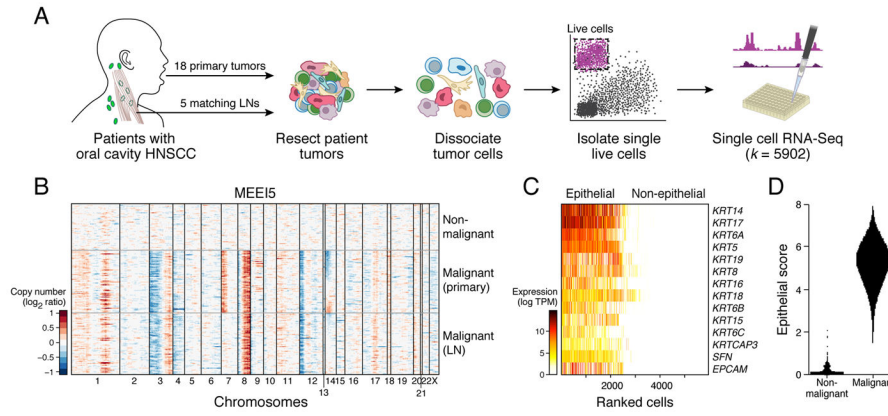 A
18 primary tumors
5 matching LNs
Live cells
Patients with
oral cavity HNSCC
Resect patient
tumors
Dissociate
tumor cells
Isolate single
live cells
Single cell RNA-Seq
(k = 5902)
B
MEEI5
Non-
malignant
Malignant
(primary)
Malignant
(LN)
Copy number
(log2 ratio)
1
0.5
0
−0.5
−1
1 2 3 4 5 6 7 8 9 10 11 12 14 15 16 17 18 19 20 22 X
13 21
Chromosomes
C
Epithelial Non-epithelial
KRT14
KRT17
KRT6A
KRT5
KRT19
KRT8
KRT16
KRT18
KRT6B
KRT15
KRT6C
KRTCAP3
SFN
EPCAM
Expression
(log TPM)
10
5
0
2000 4000
Ranked cells
D
Epithelial score
8
6
4
2
0
Non-
malignant
Malignant